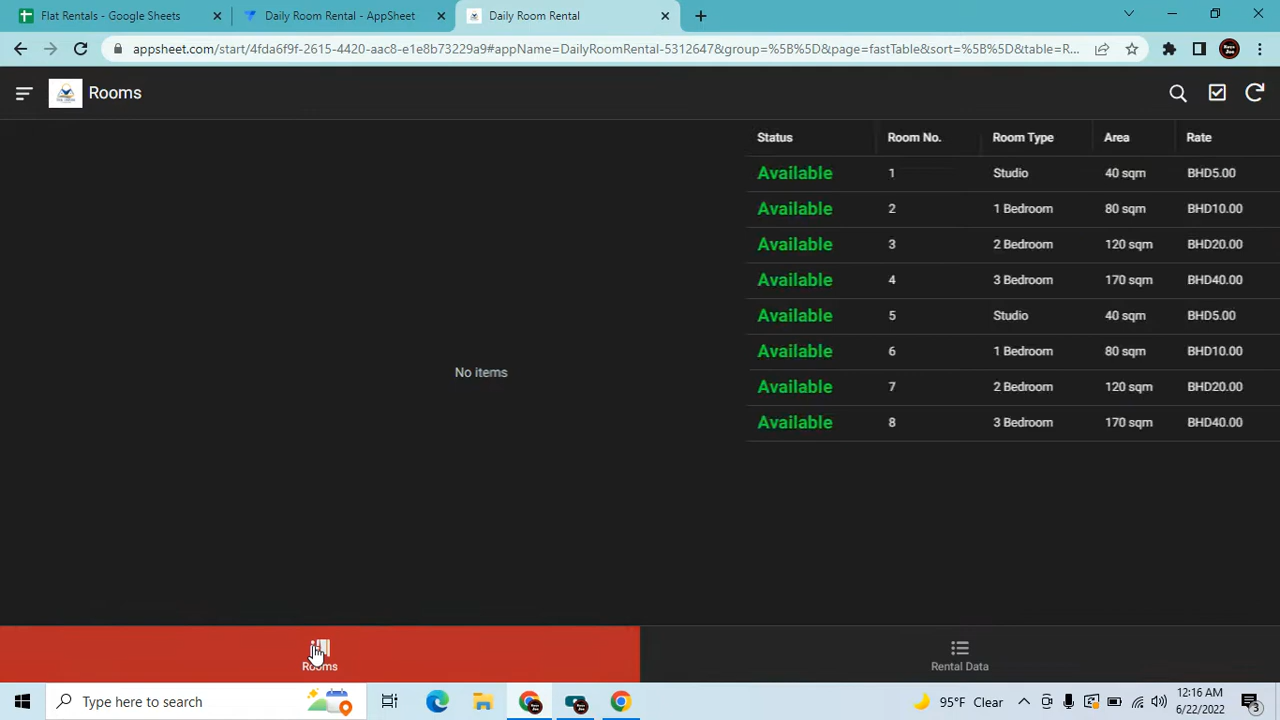 Flat Rentals - Google Sheets
Daily Room Rental - AppSheet
Daily Room Rental
appsheet.com/start/4fda6f9f-2615-4420-aac8-e1e8b73229a9#appName=DailyRoomRental-5312647&group=%5B%5D&page=fastTable&sort=%5B%5D&table=R...
Rooms
Status Room No. Room Type Area Rate
Available 1 Studio 40 sqm BHD5.00
Available 2 1 Bedroom 80 sqm BHD10.00
Available 3 2 Bedroom 120 sqm BHD20.00
Available 4 3 Bedroom 170 sqm BHD40.00
Available 5 Studio 40 sqm BHD5.00
Available 6 1 Bedroom 80 sqm BHD10.00
Available 7 2 Bedroom 120 sqm BHD20.00
Available 8 3 Bedroom 170 sqm BHD40.00
No items
Rooms
Rental Data
Type here to search
95°F Clear
12:16 AM
6/22/2022
3